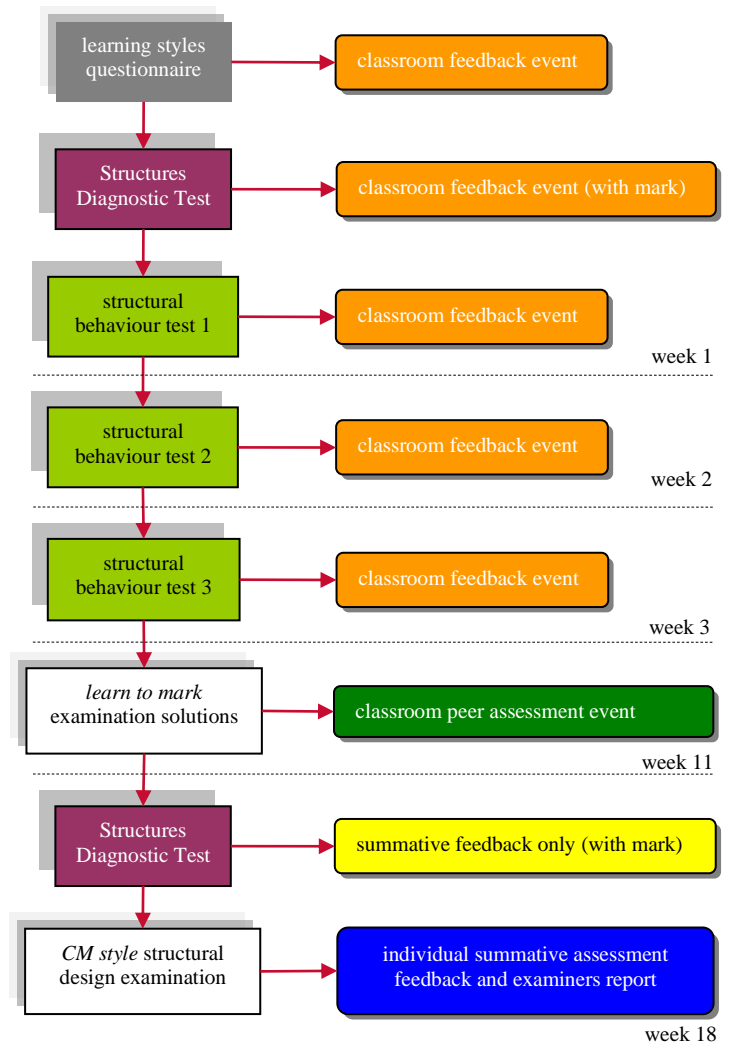 learning styles
questionnaire
classroom feedback event
Structures
Diagnostic Test
classroom feedback event (with mark)
structural
behaviour test 1
classroom feedback event
week 1
structural
behaviour test 2
classroom feedback event
week 2
structural
behaviour test 3
classroom feedback event
week 3
learn to mark
examination solutions
classroom peer assessment event
week 11
Structures
Diagnostic Test
summative feedback only (with mark)
CM style structural
design examination
individual summative assessment
feedback and examiners report
week 18